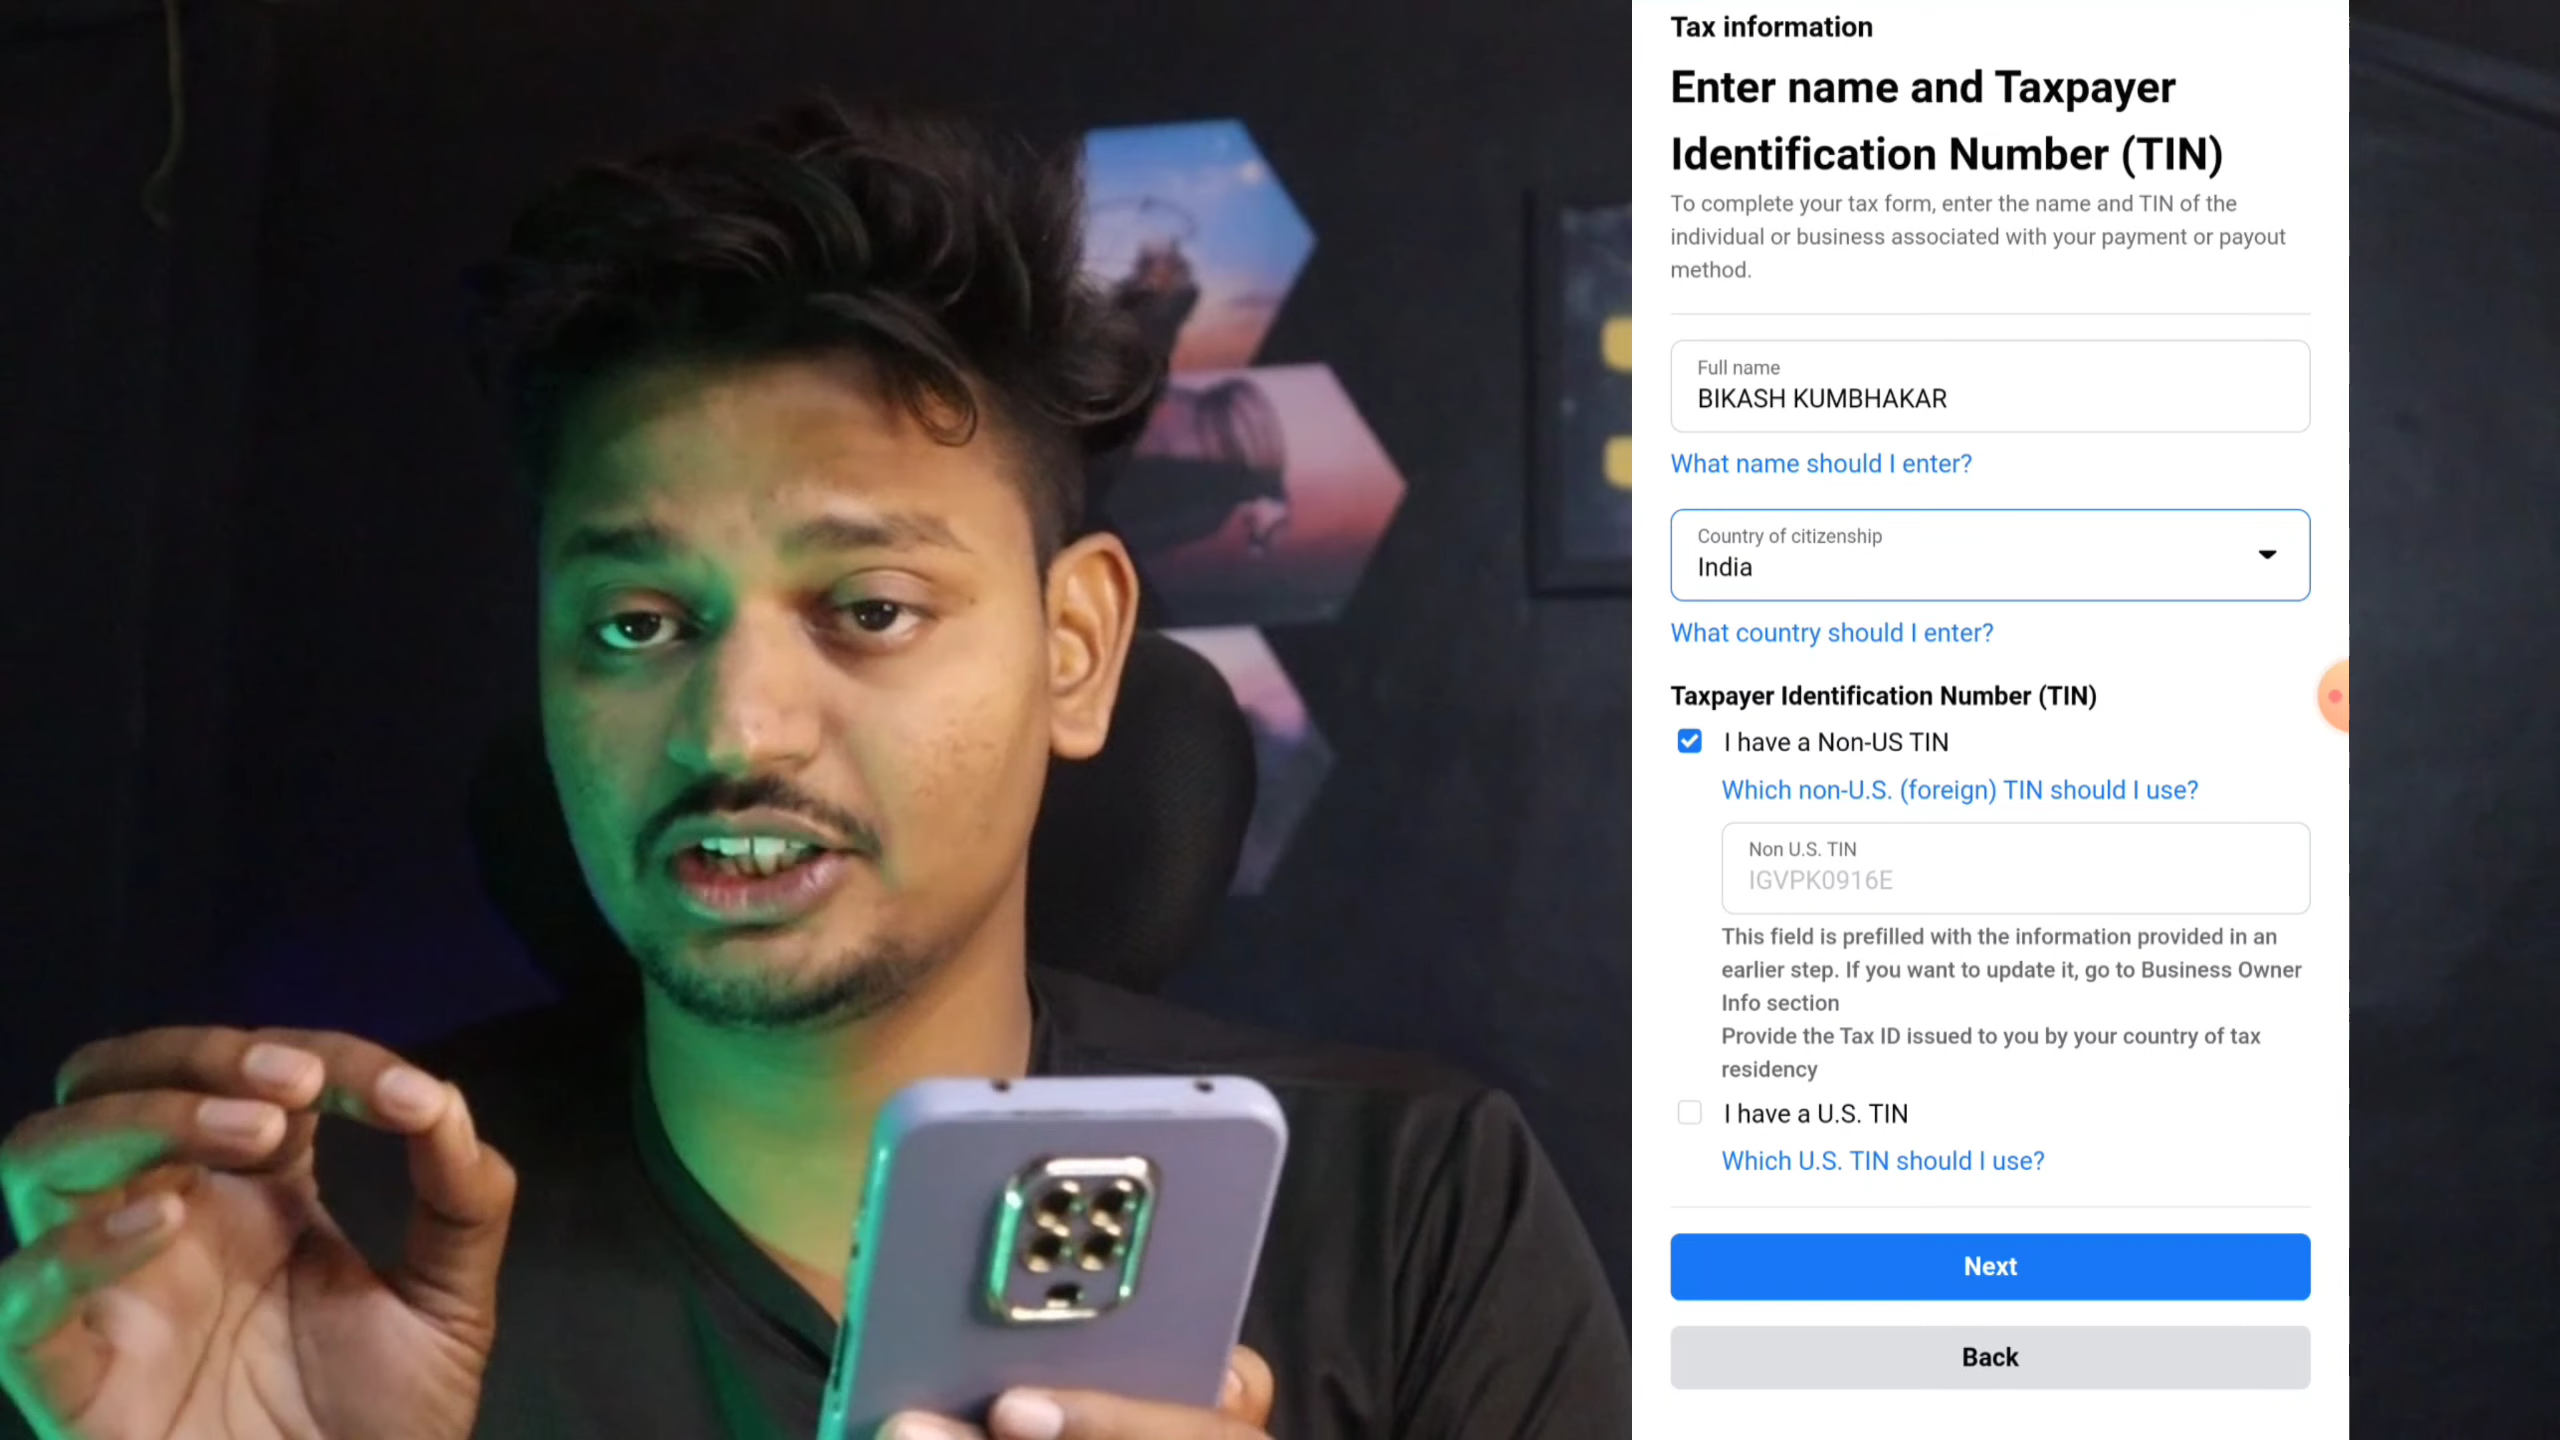 Tax information
Enter name and Taxpayer
Identification Number (TIN)
To complete your tax form, enter the name and TIN of the
individual or business associated with your payment or payout
method.
Full name
BIKASH KUMBHAKAR
What name should I enter?
Country of citizenship
India
What country should I enter?
Taxpayer Identification Number (TIN)
I have a Non-US TIN
Which non-U.S. (foreign) TIN should I use?
Non U.S. TIN
IGVPK0916E
This field is prefilled with the information provided in an
earlier step. If you want to update it, go to Business Owner
Info section
Provide the Tax ID issued to you by your country of tax
residency
I have a U.S. TIN
Which U.S. TIN should I use?
Next
Back